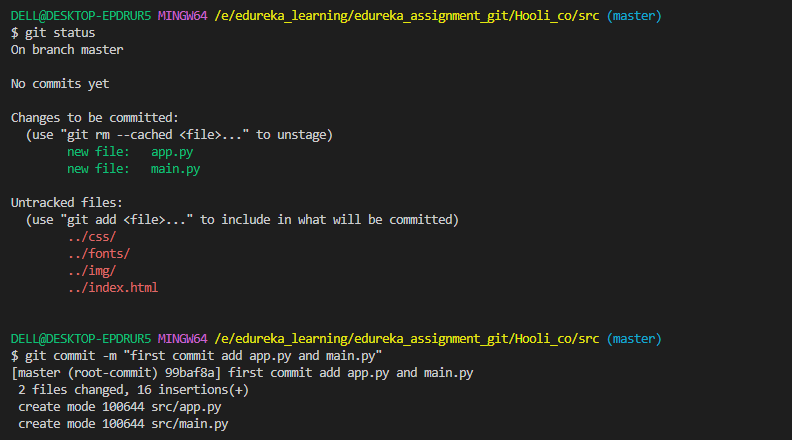 DELL@DESKTOP-EPDRUR5 MINGW64 /e/edureka_learning/edureka_assignment_git/Hooli_co/src (master)
$ git status
On branch master
No commits yet
Changes to be committed:
  (use "git rm --cached <file>..." to unstage)
        new file:   app.py
        new file:   main.py
Untracked files:
  (use "git add <file>..." to include in what will be committed)
        ../css/
        ../fonts/
        ../img/
        ../index.html
DELL@DESKTOP-EPDRUR5 MINGW64 /e/edureka_learning/edureka_assignment_git/Hooli_co/src (master)
$ git commit -m "first commit add app.py and main.py"
[master (root-commit) 99baf8a] first commit add app.py and main.py
 2 files changed, 16 insertions(+)
 create mode 100644 src/app.py
 create mode 100644 src/main.py